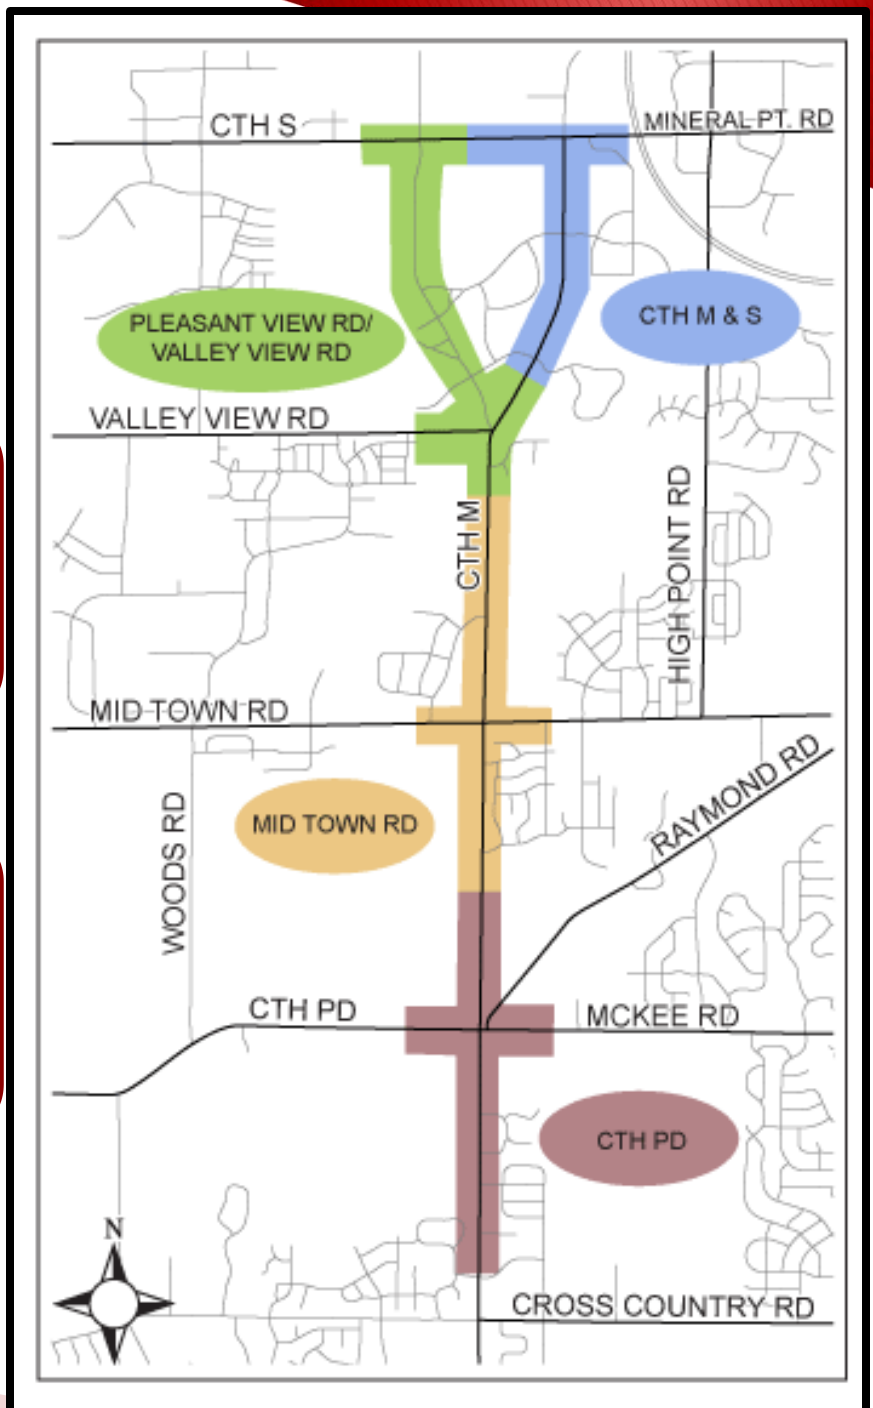 CTH S
MINERAL PT. RD
PLEASANT VIEW RD/
VALLEY VIEW RD
CTH M & S
VALLEY VIEW RD
CTH M
HIGH POINT RD
MID TOWN RD
RAYMOND RD
MID TOWN RD
WOODS RD
CTH PD
MCKEE RD
CTH PD
N
CROSS COUNTRY RD